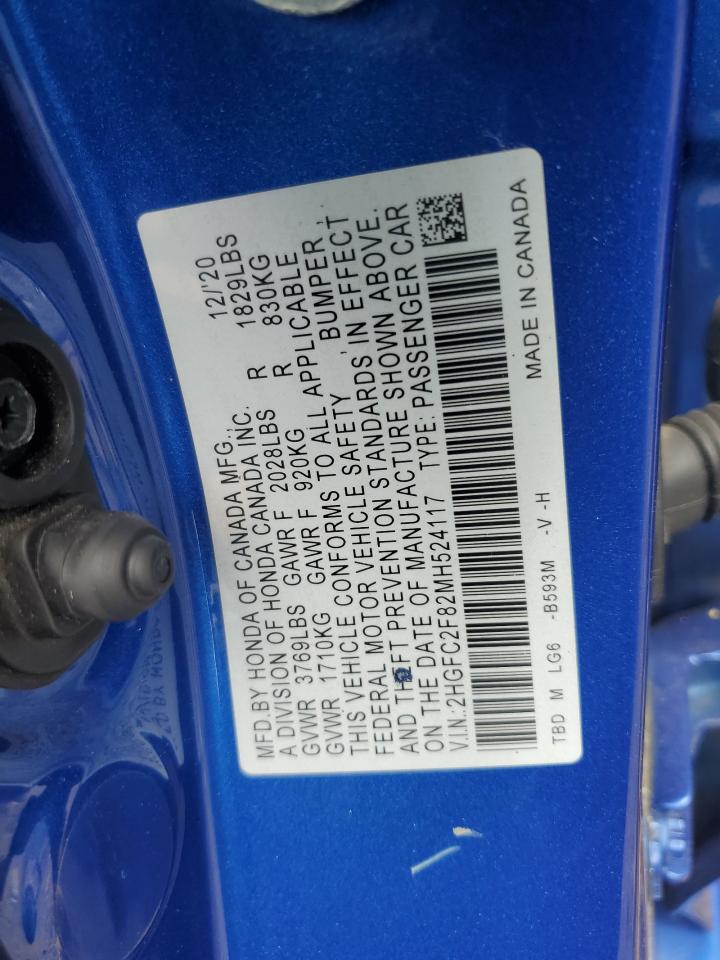 MFD.BY HONDA OF CANADA MFG., 12/'20
A DIVISION OF HONDA CANADA INC.
GVWR 3769LBS GAWR F 2028LBS R 1829LBS
GVWR 1710KG GAWR F 920KG R 830KG
THIS VEHICLE CONFORMS TO ALL APPLICABLE
FEDERAL MOTOR VEHICLE SAFETY, BUMPER,
AND THEFT PREVENTION STANDARDS IN EFFECT
ON THE DATE OF MANUFACTURE SHOWN ABOVE.
V.I.N.:2HGFC2F82MH524117 TYPE: PASSENGER CAR
TBD M LG6 -B593M -V -H MADE IN CANADA